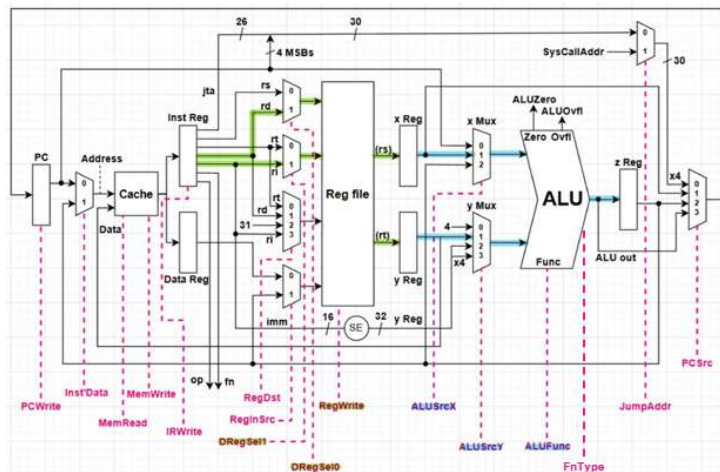 26
30
4 MSBs
SysCallAddr
0
1
30
jta
rs
rd
0
1
Inst Reg
x Reg
x Mux
ALUZero
ALUOvfl
Zero Ovfl
z Reg
x4
PC
Address
rt
ri
0
1
Reg file
(rs)
0
1
2
ALU
0
1
2
3
0
1
Cache
Data
rt
rd
31
ri
0
1
2
3
(rt)
y Mux
4
x4
0
1
2
3
ALU out
Func
Data Reg
0
1
y Reg
imm
16
SE
32
y Reg
op
fn
PCWrite
Inst'Data
MemWrite
MemRead
IRWrite
RegDst
RegInSrc
DRegSel1
DRegSel0
RegWrite
ALUSrcX
ALUSrcY
ALUFunc
FnType
JumpAddr
PCSrc